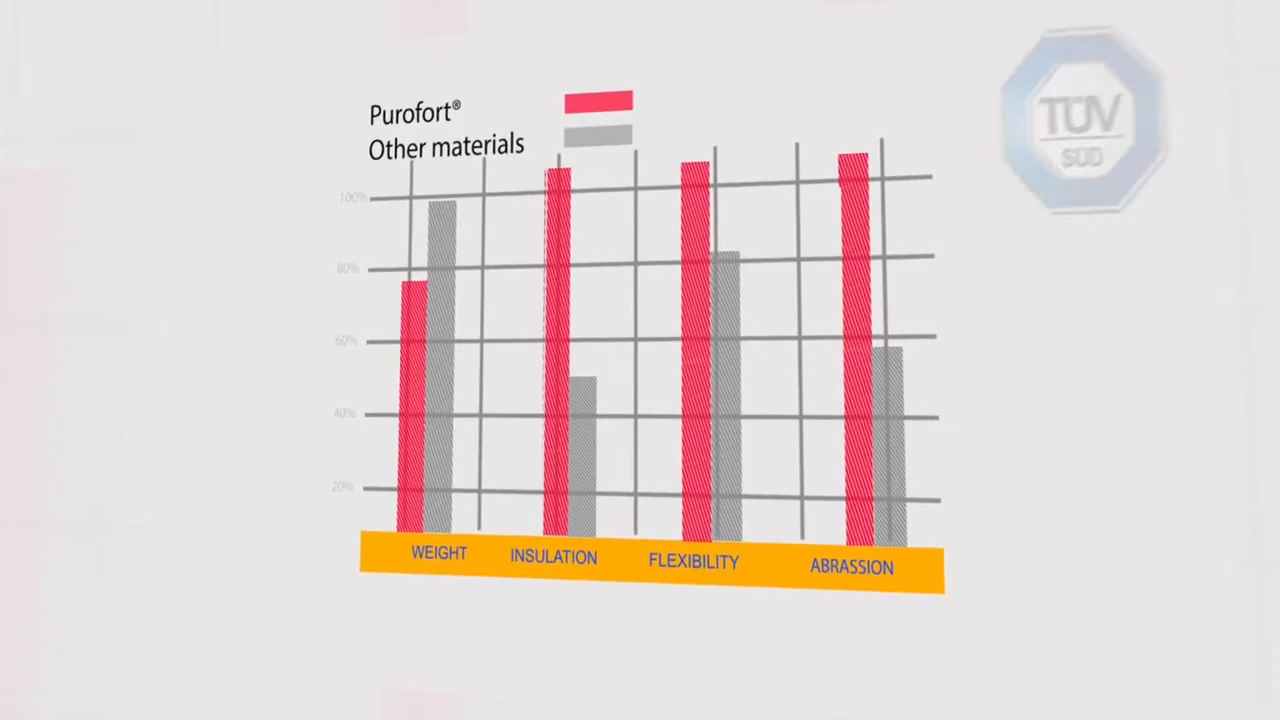 Purofort®
Other materials
TÜV
SÜD
100%
80%
60%
40%
20%
WEIGHT
INSULATION
FLEXIBILITY
ABRASSION